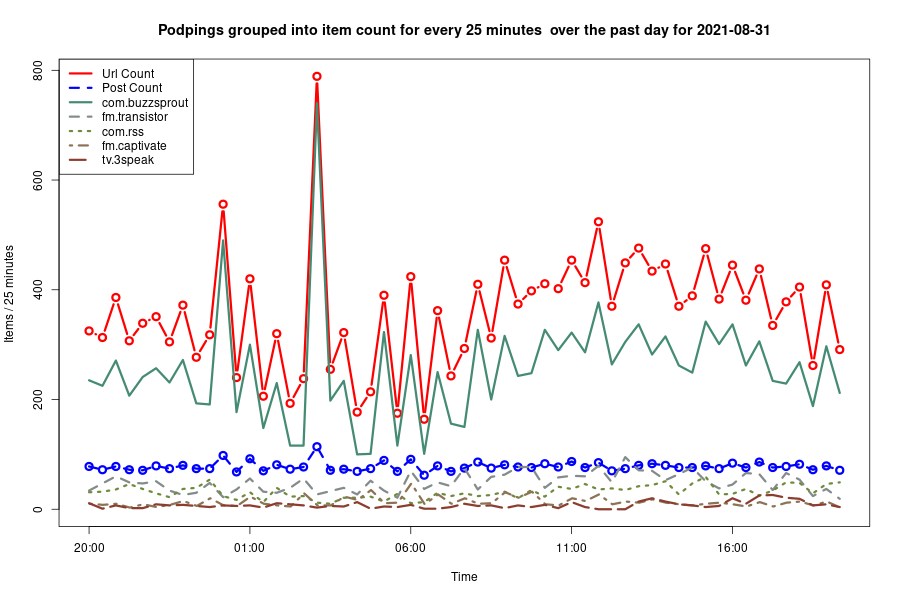 Podpings grouped into item count for every 25 minutes  over the past day for 2021-08-31
800
600
400
200
0
Items / 25 minutes
Url Count
Post Count
com.buzzsprout
fm.transistor
com.rss
fm.captivate
tv.3speak
20:00 01:00 06:00 11:00 16:00
Time